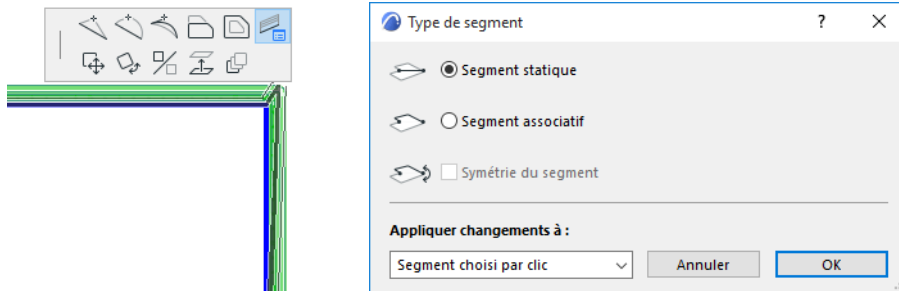 Type de segment
?
Segment statique
Segment associatif
Symétrie du segment
Appliquer changements à :
Segment choisi par clic
Annuler
OK